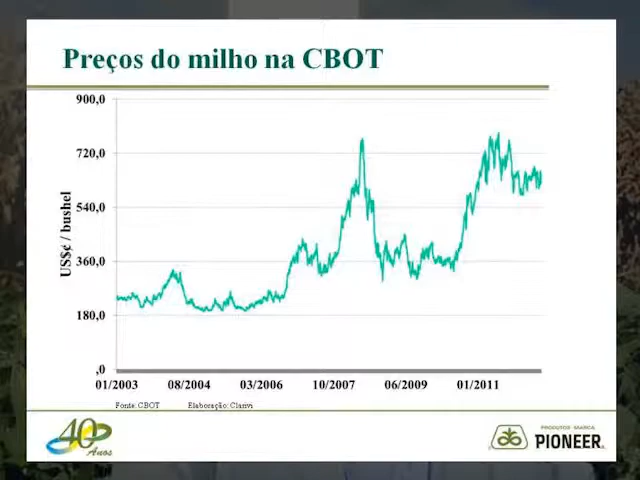 Preços do milho na CBOT
900,0
720,0
540,0
360,0
180,0
,0
US$¢ / bushel
01/2003 08/2004 03/2006 10/2007 06/2009 01/2011
Fonte: CBOT Elaboração: Clarivi
40
Anos
PRODUTOS MARCA
PIONEER.